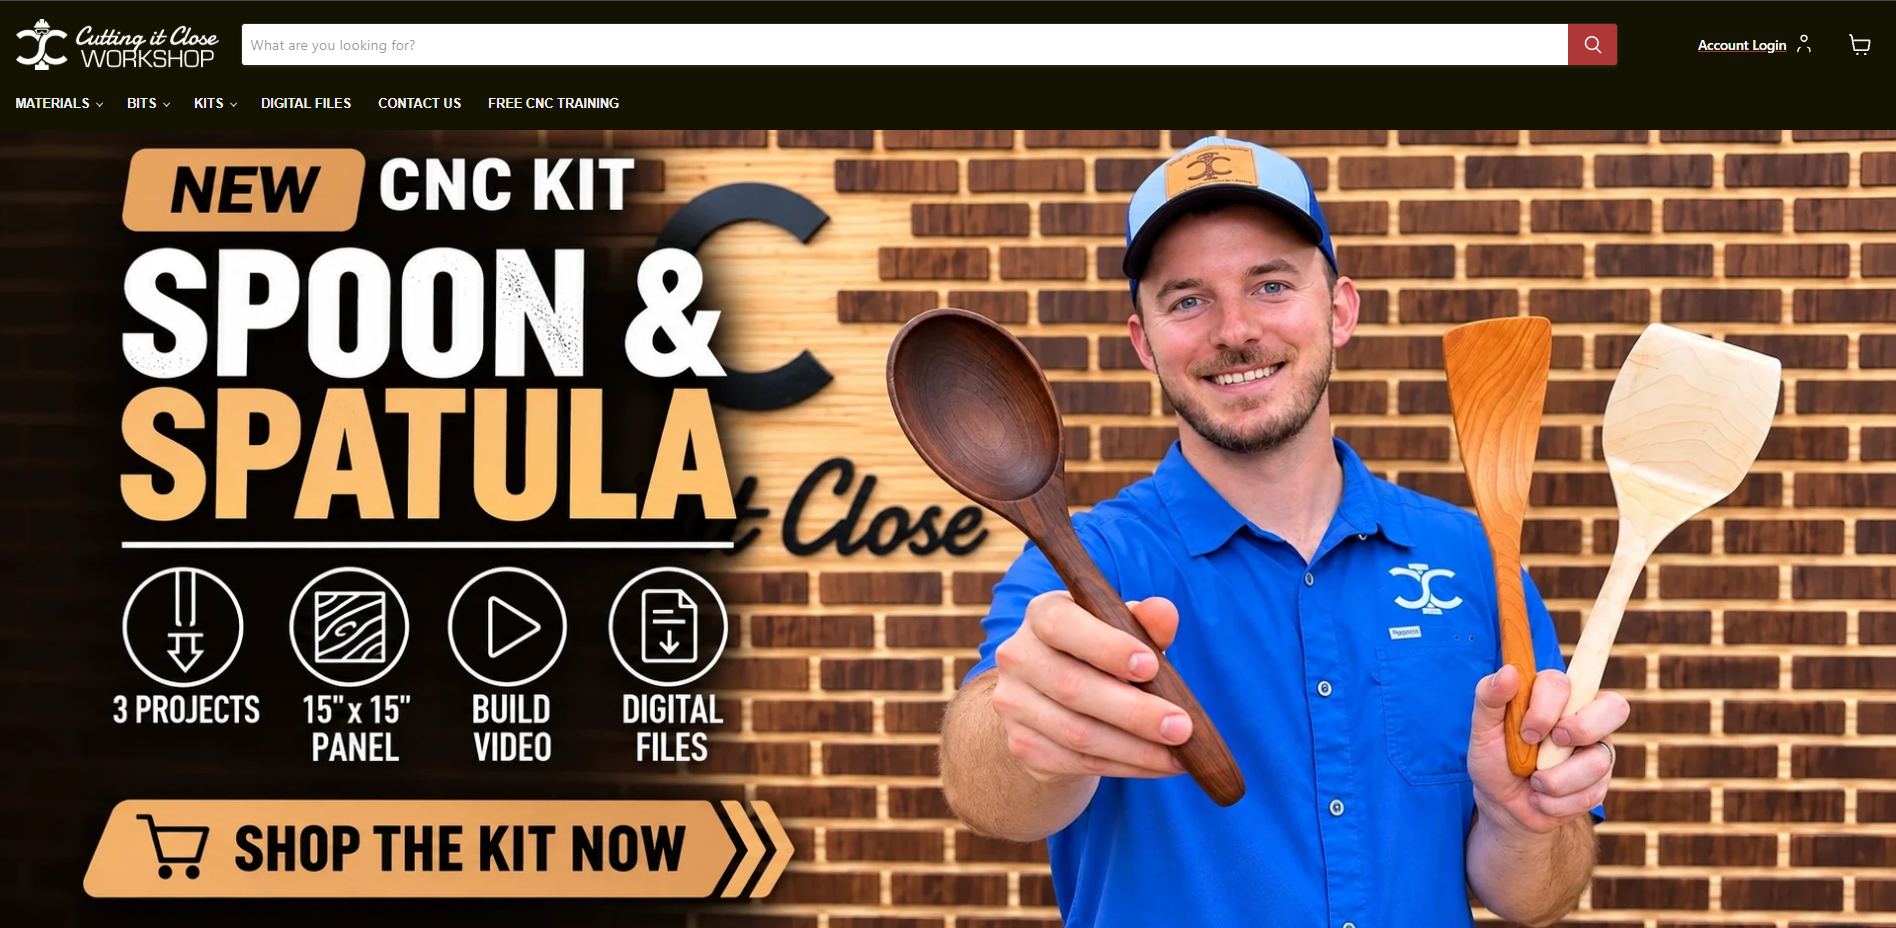 Cutting it Close
WORKSHOP
What are you looking for?
Account Login
MATERIALS
BITS
KITS
DIGITAL FILES
CONTACT US
FREE CNC TRAINING
NEW CNC KIT
SPOON &
SPATULA
it Close
3 PROJECTS
15" x 15"
PANEL
BUILD
VIDEO
DIGITAL
FILES
SHOP THE KIT NOW